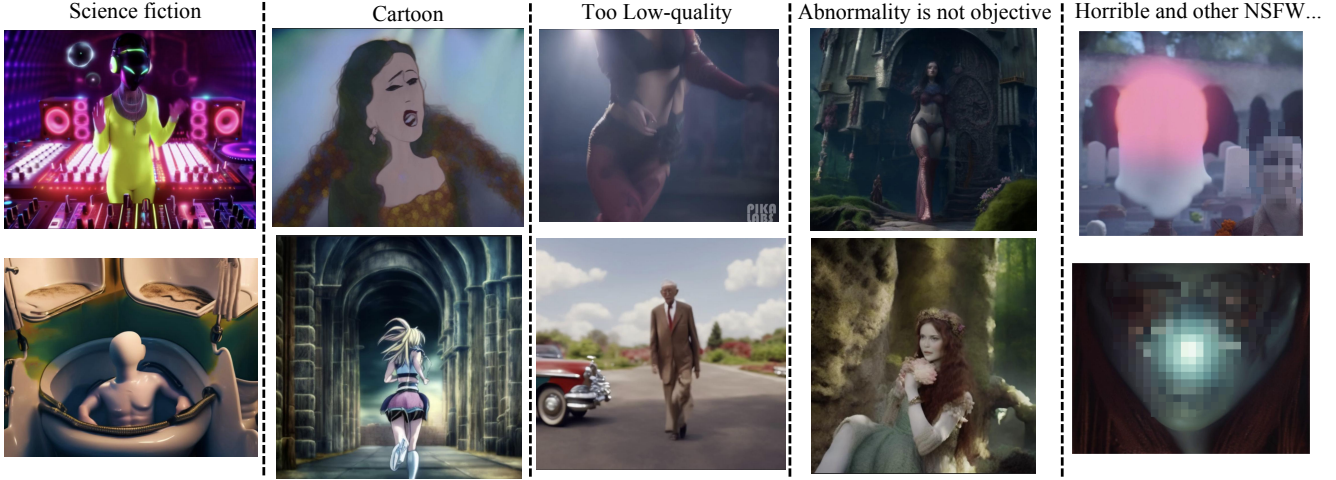 Science fiction
Cartoon
Too Low-quality
Abnormality is not objective
Horrible and other NSFW...
PIKA
LABS